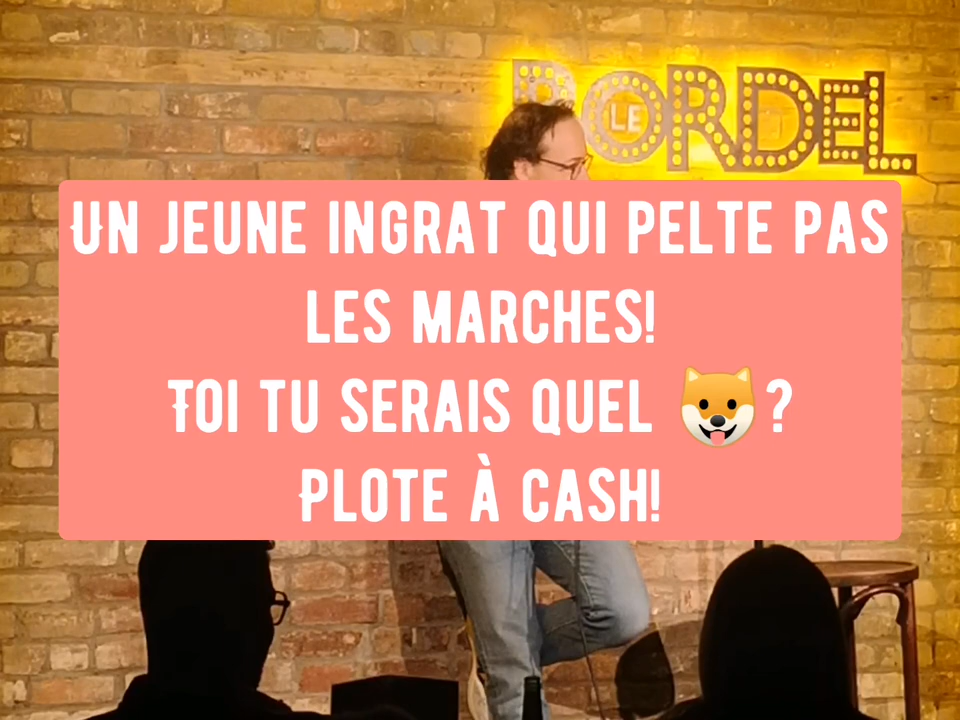 LE BORDEL
UN JEUNE INGRAT QUI PELTE PAS
LES MARCHES!
TOI TU SERAIS QUEL 🐶?
PLOTE À CASH!